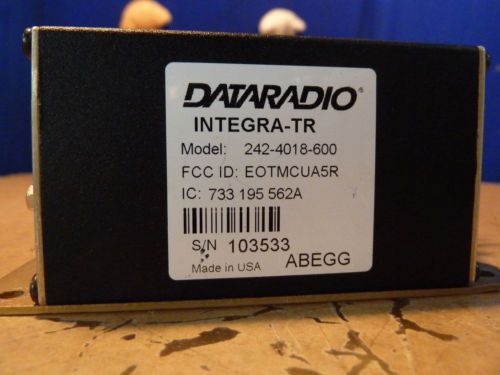 DATARADIO®
INTEGRA-TR
Model: 242-4018-600
FCC ID: EOTMCUA5R
IC: 733 195 562A
S/N 103533
Made in USA ABEGG